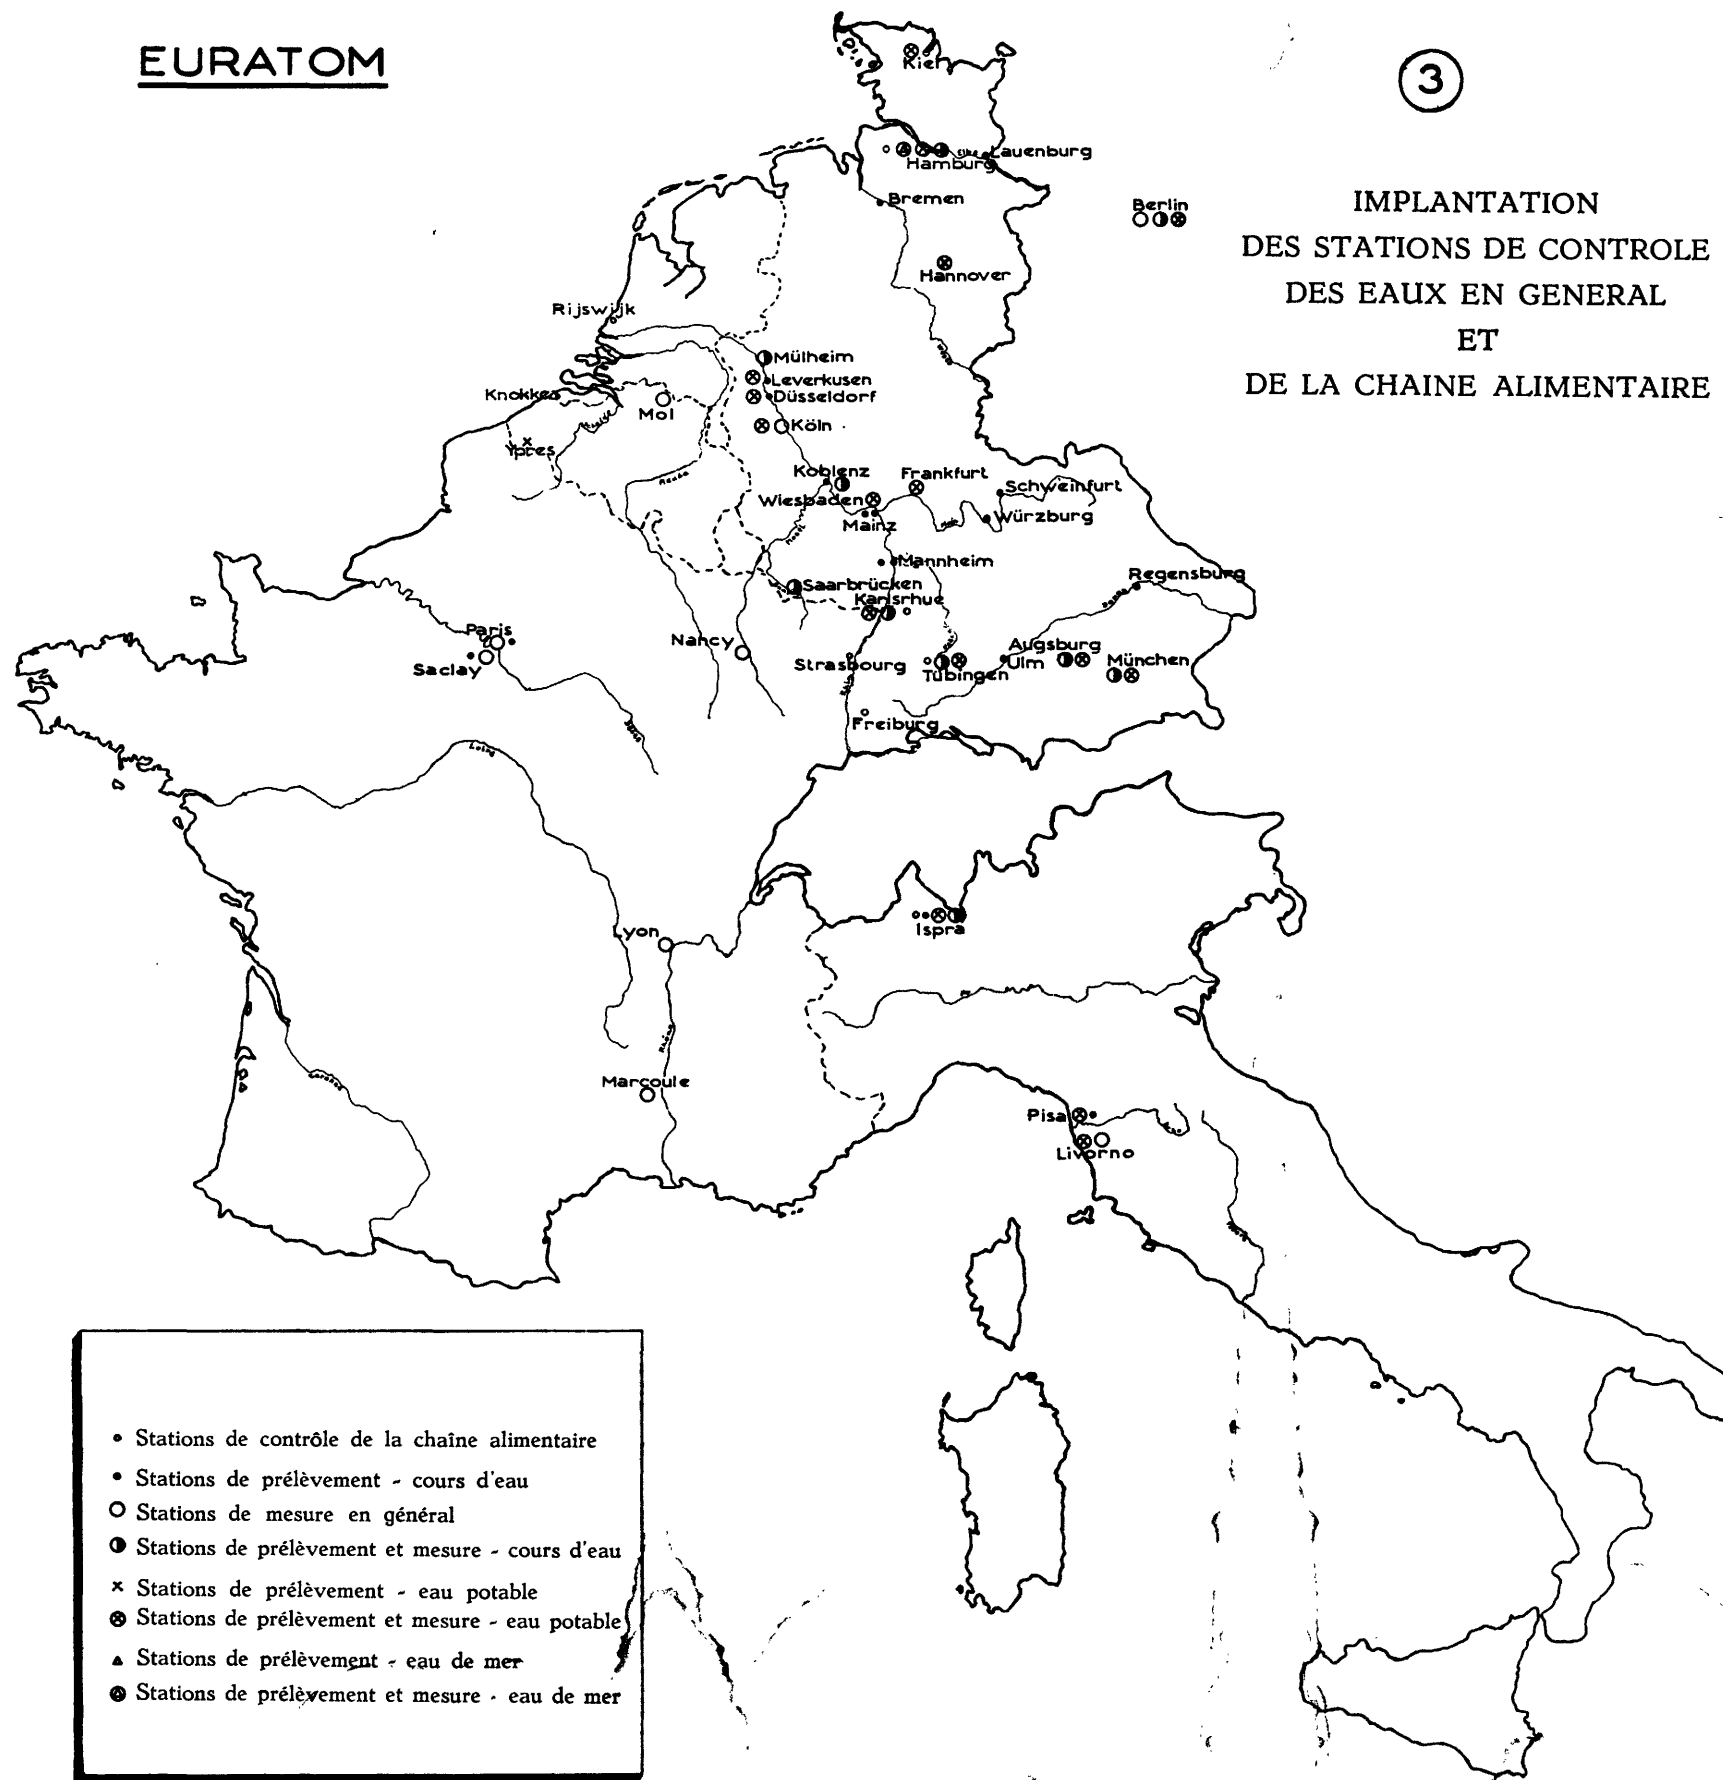 EURATOM
3
IMPLANTATION
DES STATIONS DE CONTROLE
DES EAUX EN GENERAL
ET
DE LA CHAINE ALIMENTAIRE
Kiel
Hamburg
Elbe
Lauenburg
Bremen
Berlin
Hannover
Rijswijk
Mülheim
Leverkusen
Düsseldorf
Knokke
Mol
Köln
Ypres
Koblenz
Frankfurt
Schweinfurt
Wiesbaden
Mainz
Main
Würzburg
Mannheim
Regensburg
Saarbrücken
Karlsrhue
Paris
Saclay
Nancy
Strasbourg
Tübingen
Augsburg
Ulm
München
Freiburg
Lyon
Ispra
Rhône
Garonne
Marcoule
Pisa
Livorno
Stations de contrôle de la chaîne alimentaire
Stations de prélèvement - cours d'eau
Stations de mesure en général
Stations de prélèvement et mesure - cours d'eau
Stations de prélèvement - eau potable
Stations de prélèvement et mesure - eau potable
Stations de prélèvement - eau de mer
Stations de prélèvement et mesure - eau de mer